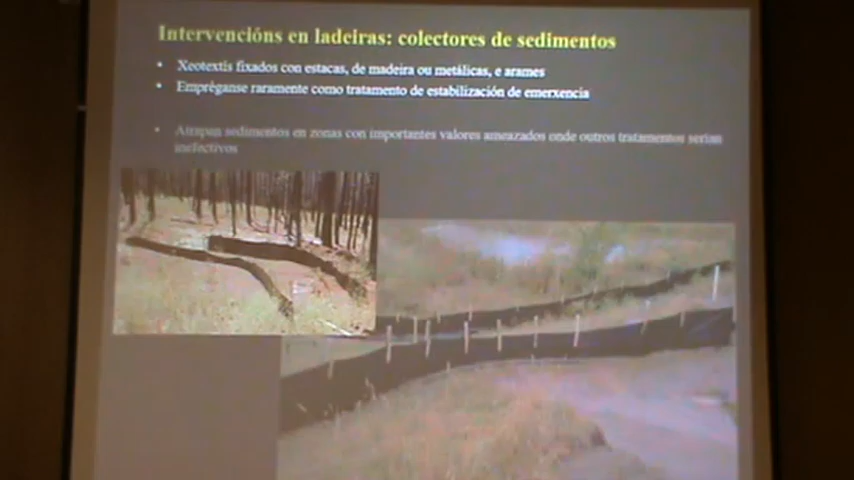 Intervencións en ladeiras: colectores de sedimentos
• Xeotextís fixados con estacas, de madeira ou metálicas, e arames
• Empréganse raramente como tratamento de estabilización de emerxencia
• Atrapan sedimentos en zonas con importantes valores ameazados onde outros tratamentos serían
inefectivos